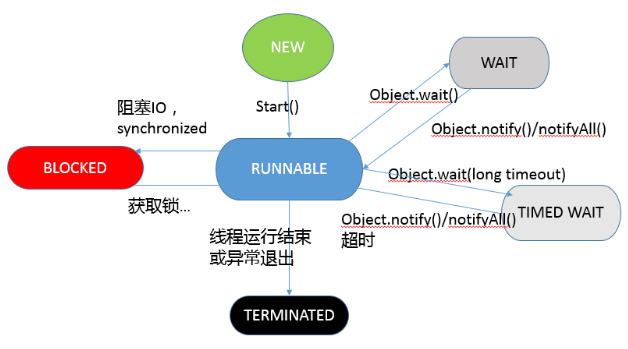 NEW
WAIT
Object.wait()
阻塞IO，
synchronized
Start()
Object.notify()/notifyAll()
BLOCKED
RUNNABLE
Object.wait(long timeout)
获取锁...
Object.notify()/notifyAll()
超时
TIMED WAIT
线程运行结束
或异常退出
TERMINATED